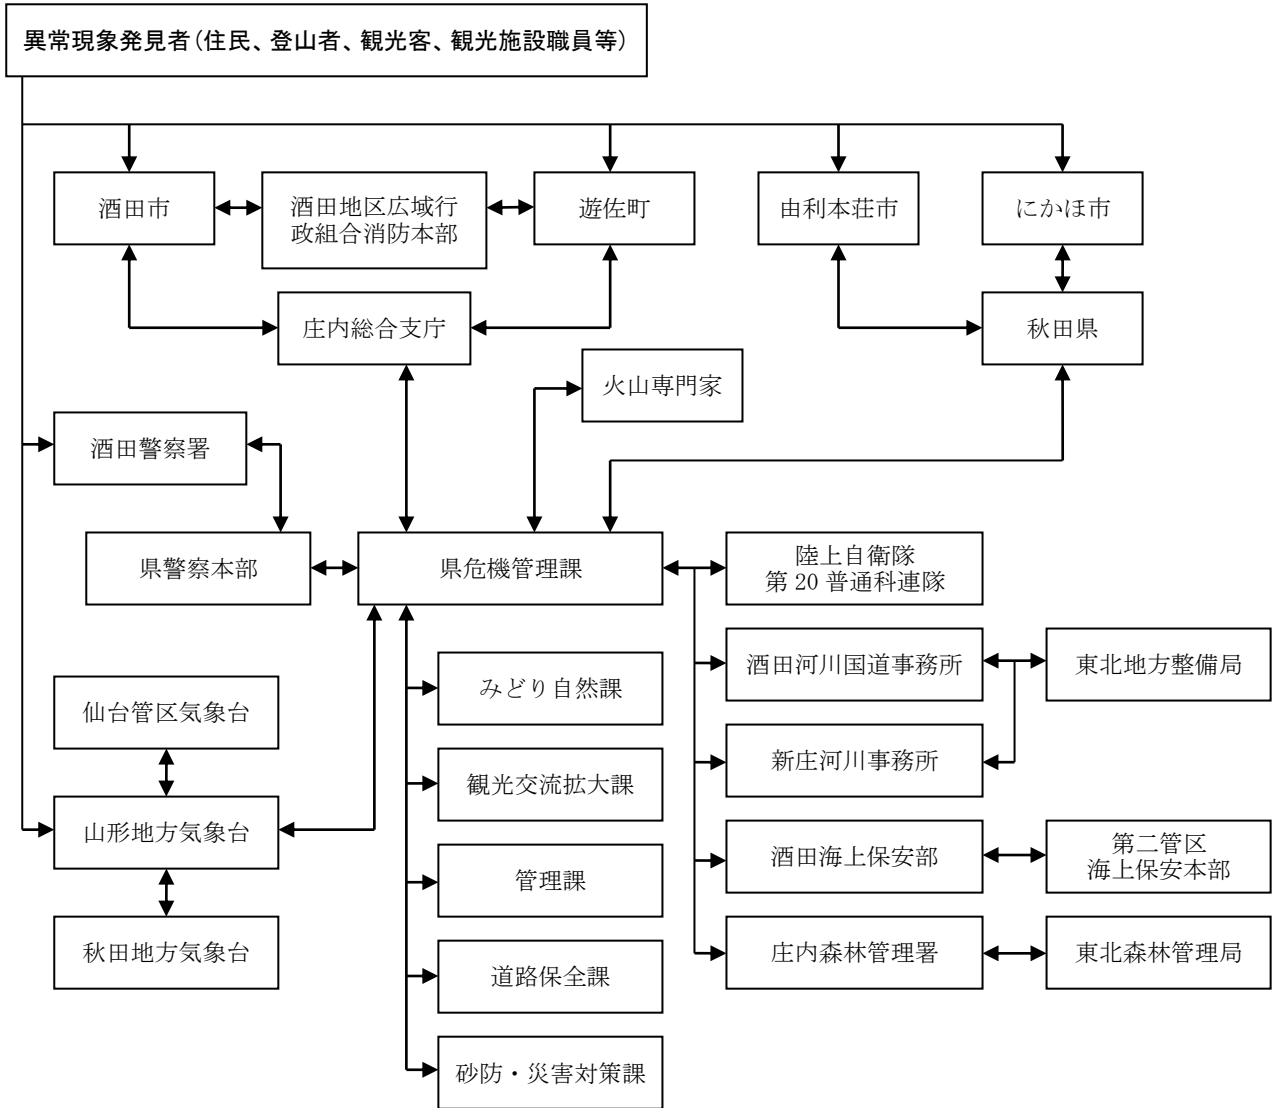 異常現象発見者（住民、登山者、観光客、観光施設職員等）
酒田市
酒田地区広域行
政組合消防本部
遊佐町
由利本荘市
にかほ市
庄内総合支庁
秋田県
火山専門家
酒田警察署
県警察本部
県危機管理課
陸上自衛隊
第 20 普通科連隊
酒田河川国道事務所
東北地方整備局
みどり自然課
仙台管区気象台
新庄河川事務所
観光交流拡大課
山形地方気象台
酒田海上保安部
第二管区
海上保安本部
管理課
秋田地方気象台
庄内森林管理署
東北森林管理局
道路保全課
砂防・災害対策課